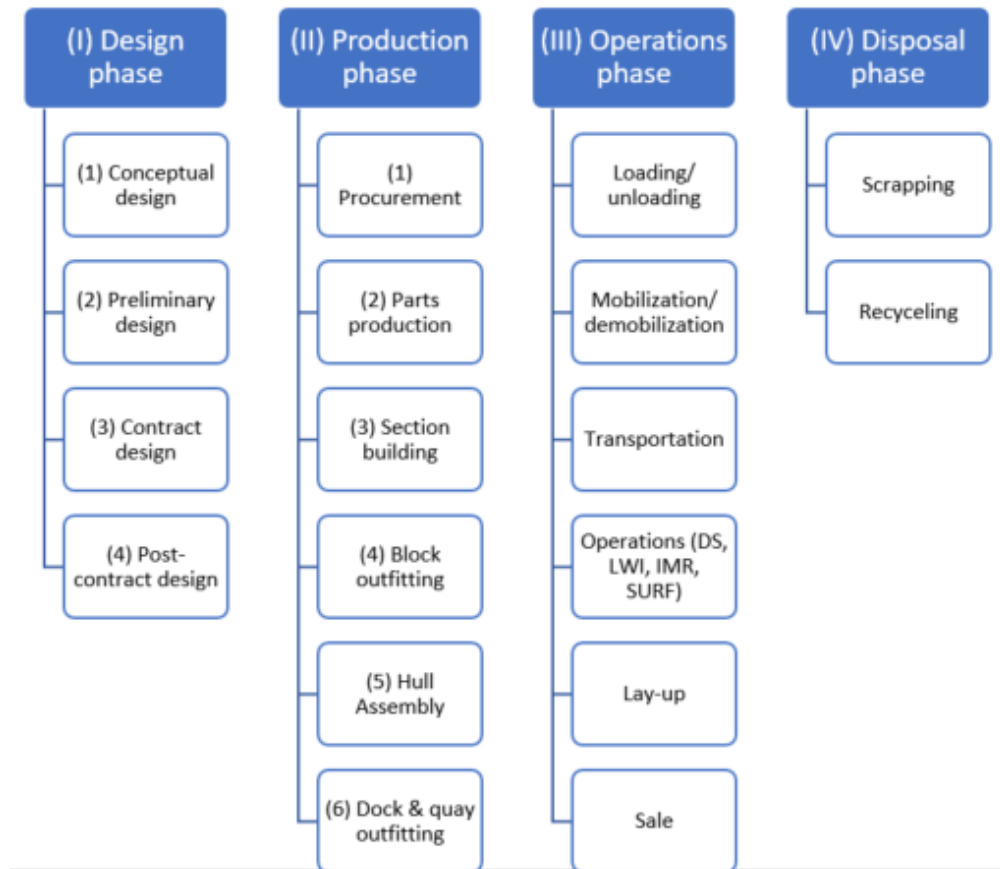 (I) Design
phase
(1) Conceptual
design
(2) Preliminary
design
(3) Contract
design
(4) Post-
contract design
(II) Production
phase
(1)
Procurement
(2) Parts
production
(3) Section
building
(4) Block
outfitting
(5) Hull
Assembly
(6) Dock & quay
outfitting
(III) Operations
phase
Loading/
unloading
Mobilization/
demobilization
Transportation
Operations (DS,
LWI, IMR,
SURF)
Lay-up
Sale
(IV) Disposal
phase
Scrapping
Recyceling